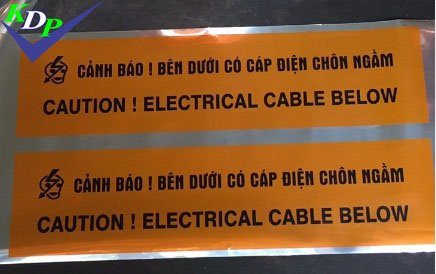 KDP
CẢNH BÁO ! BÊN DƯỚI CÓ CÁP ĐIỆN CHÔN NGẦM
CAUTION ! ELECTRICAL CABLE BELOW
CẢNH BÁO ! BÊN DƯỚI CÓ CÁP ĐIỆN CHÔN NGẦM
CAUTION ! ELECTRICAL CABLE BELOW